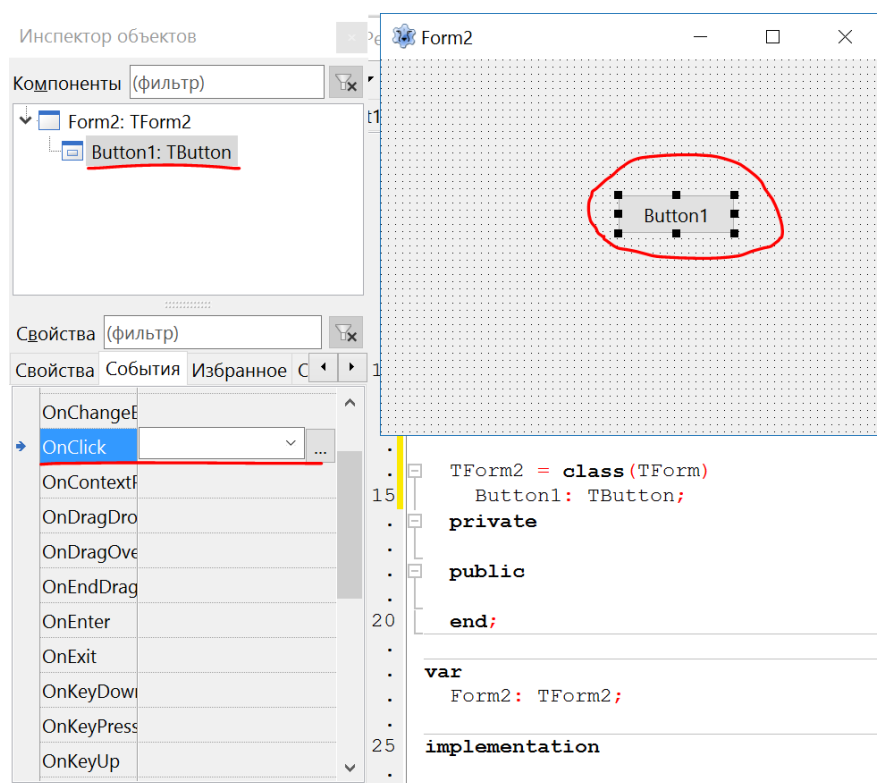 Инспектор объектов
Компоненты (фильтр)
Form2: TForm2
Button1: TButton
Свойства (фильтр)
Свойства События Избранное С
OnChangeB
OnClick ...
OnContextP
OnDragDro
OnDragOve
OnEndDrag
OnEnter
OnExit
OnKeyDown
OnKeyPress
OnKeyUp
Form2
Button1
TForm2 = class(TForm)
15 Button1: TButton;
private
public
20 end;
var
Form2: TForm2;
25 implementation